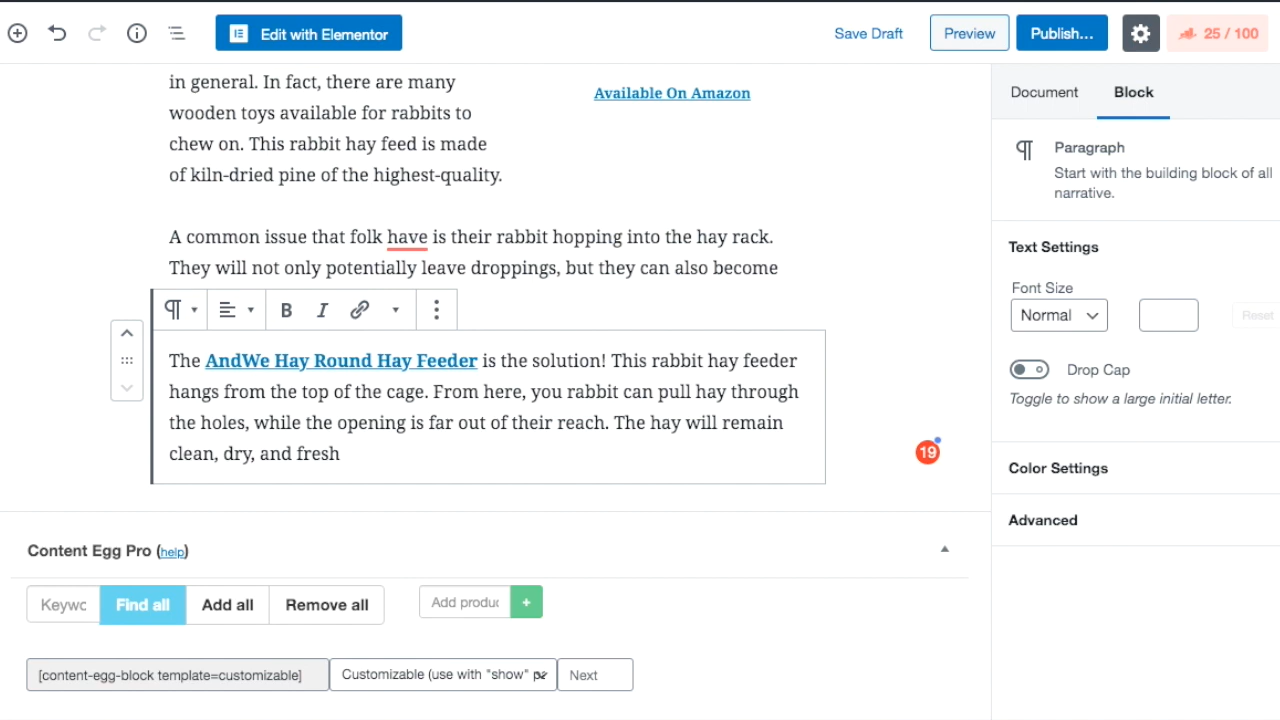 Edit with Elementor
Save Draft
Preview
Publish...
25 / 100
in general. In fact, there are many
wooden toys available for rabbits to
chew on. This rabbit hay feed is made
of kiln-dried pine of the highest-quality.
Available On Amazon
A common issue that folk have is their rabbit hopping into the hay rack.
They will not only potentially leave droppings, but they can also become
B I
The AndWe Hay Round Hay Feeder is the solution! This rabbit hay feeder
hangs from the top of the cage. From here, you rabbit can pull hay through
the holes, while the opening is far out of their reach. The hay will remain
clean, dry, and fresh
19
Content Egg Pro (help)
Keywc
Find all
Add all
Remove all
Add produc
+
[content-egg-block template=customizable]
Customizable (use with "show" pa
Next
Document
Block
Paragraph
Start with the building block of all
narrative.
Text Settings
Font Size
Normal
Reset
Drop Cap
Toggle to show a large initial letter.
Color Settings
Advanced